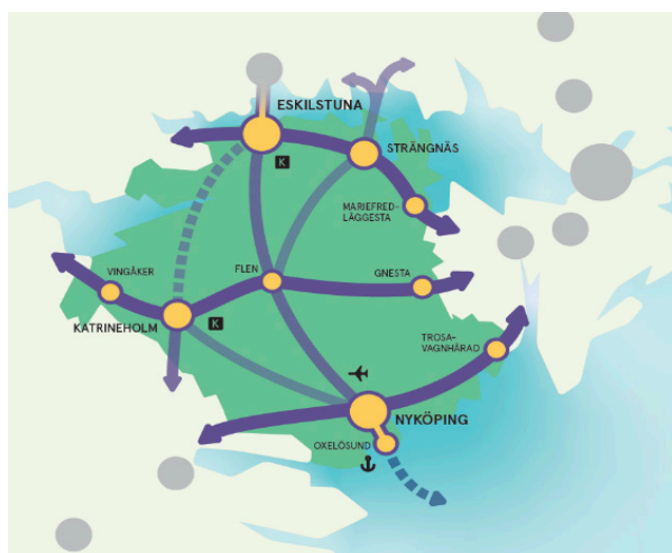 ESKILSTUNA
K
STRÄNGNÄS
MARIEFRED-
LÄGGESTA
FLEN
GNESTA
VINGÅKER
K
KATRINEHOLM
TROSA-
VAGNHÄRAD
NYKÖPING
OXELÖSUND